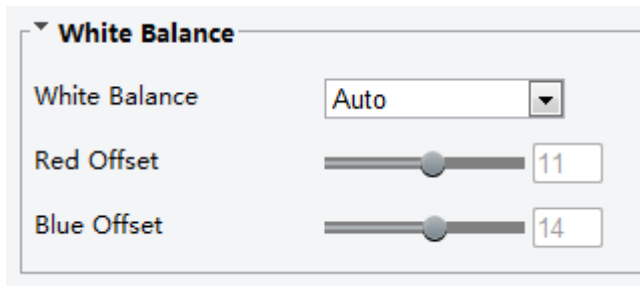 White Balance
White Balance Auto
Red Offset 11
Blue Offset 14